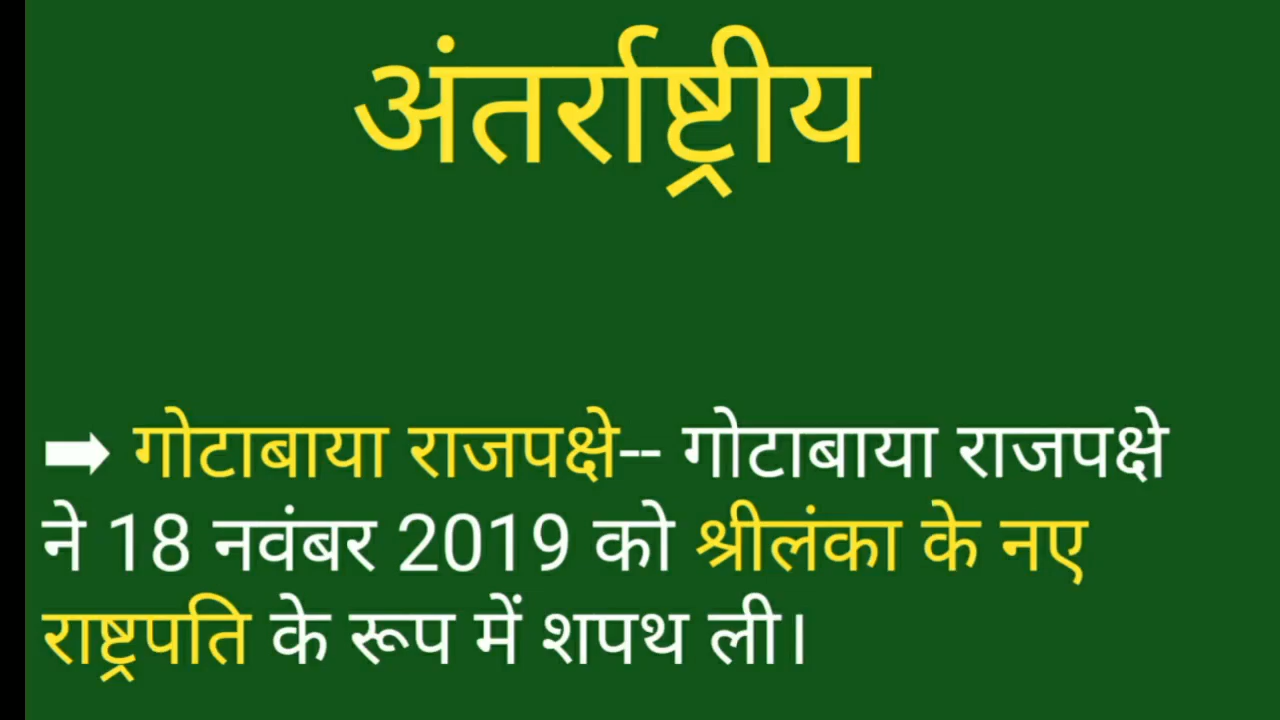 अंतर्राष्ट्रीय
➡ गोटाबाया राजपक्षे-- गोटाबाया राजपक्षे
ने 18 नवंबर 2019 को श्रीलंका के नए
राष्ट्रपति के रूप में शपथ ली।